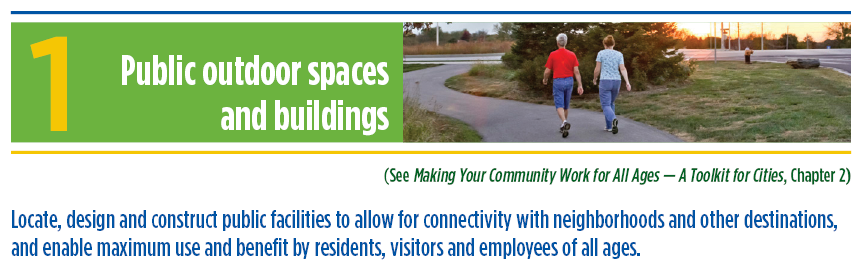 1
Public outdoor spaces
and buildings
(See Making Your Community Work for All Ages — A Toolkit for Cities, Chapter 2)
Locate, design and construct public facilities to allow for connectivity with neighborhoods and other destinations,
and enable maximum use and benefit by residents, visitors and employees of all ages.